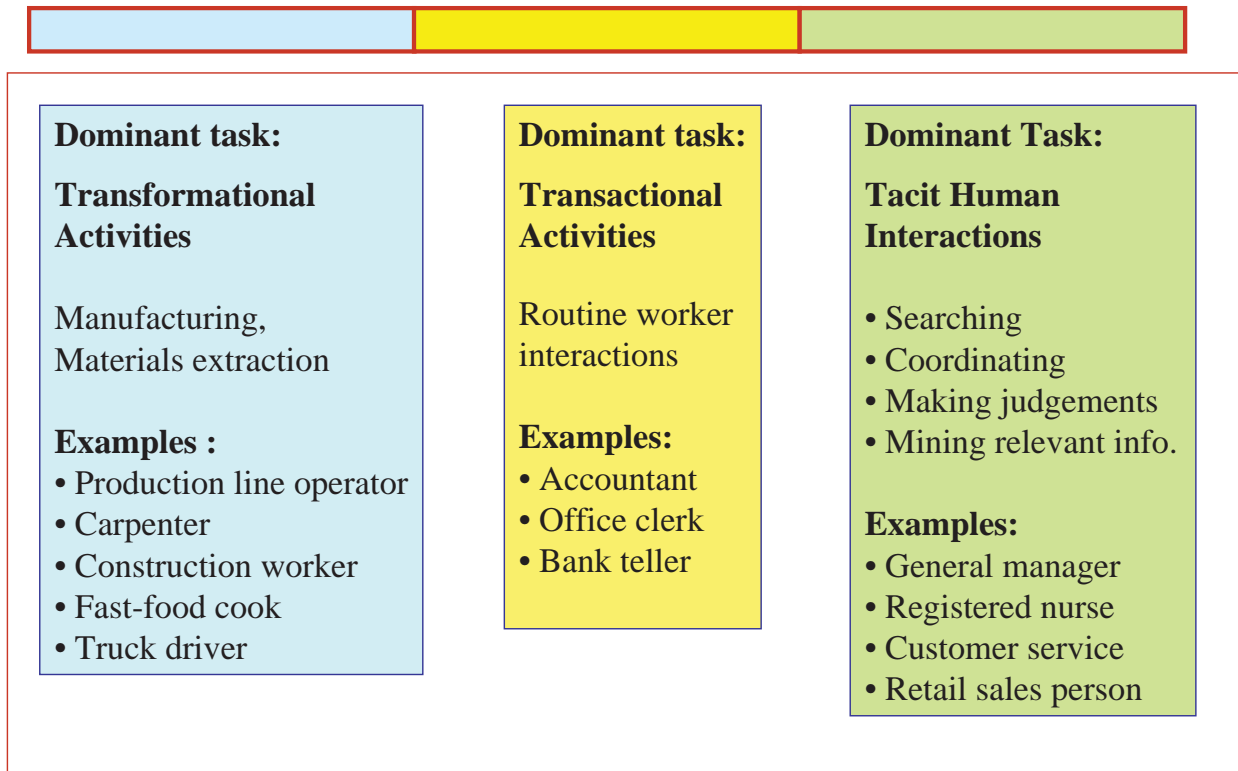 Dominant task:
Transformational
Activities
Manufacturing,
Materials extraction
Examples :
• Production line operator
• Carpenter
• Construction worker
• Fast-food cook
• Truck driver
Dominant task:
Transactional
Activities
Routine worker
interactions
Examples:
• Accountant
• Office clerk
• Bank teller
Dominant Task:
Tacit Human
Interactions
• Searching
• Coordinating
• Making judgements
• Mining relevant info.
Examples:
• General manager
• Registered nurse
• Customer service
• Retail sales person